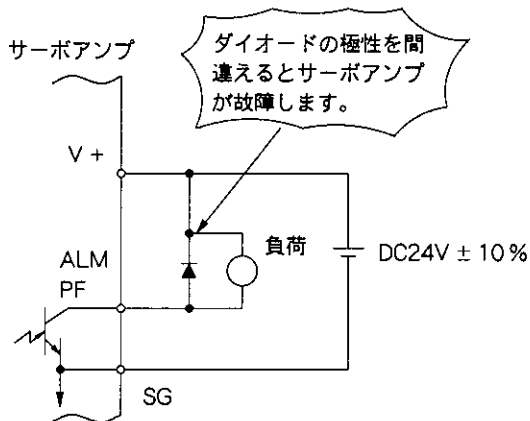 サーボアンプ
ダイオードの極性を間
違えるとサーボアンプ
が故障します。
V +
負荷
DC24V ± 10 %
ALM
PF
SG